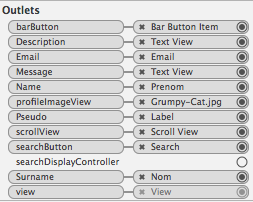 Outlets
barButton Bar Button Item
Description Text View
Email Email
Message Text View
Name Prenom
profileImageView Grumpy-Cat.jpg
Pseudo Label
scrollView Scroll View
searchButton Search
searchDisplayController
Surname Nom
view View